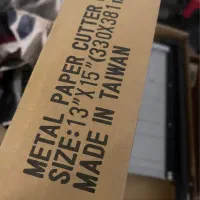 METAL PAPER CUTTER
SIZE:13"X15"(330X381
MADE IN TAIWAN